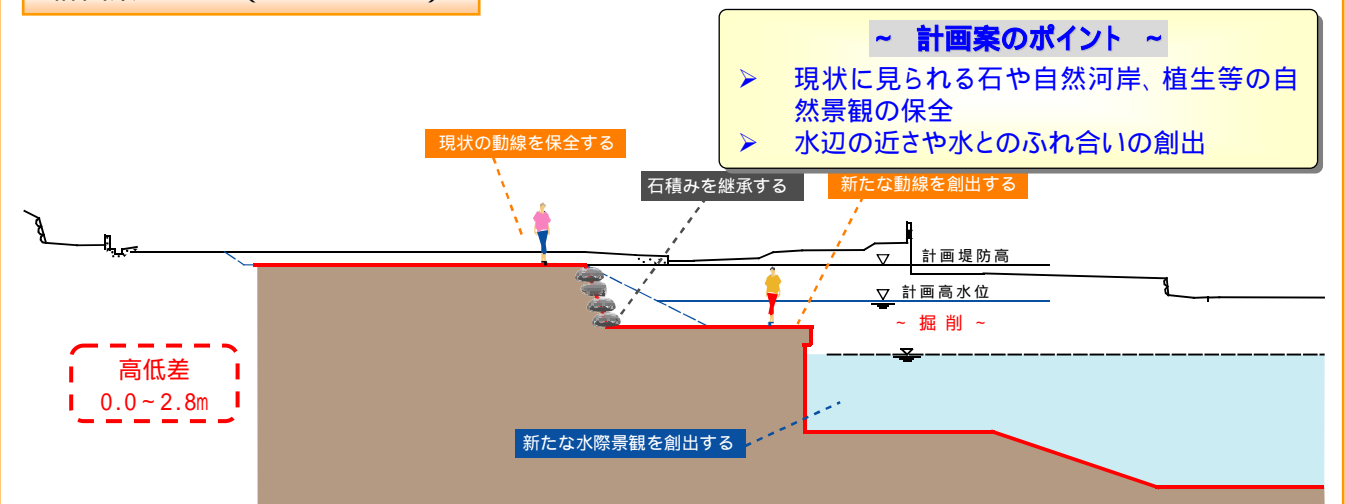 ~ 計画案のポイント ~
➢ 現状に見られる石や自然河岸、植生等の自
然景観の保全
➢ 水辺の近さや水とのふれ合いの創出
現状の動線を保全する
石積みを継承する
新たな動線を創出する
計画堤防高
計画高水位
~ 掘 削 ~
高低差
0.0~2.8m
新たな水際景観を創出する